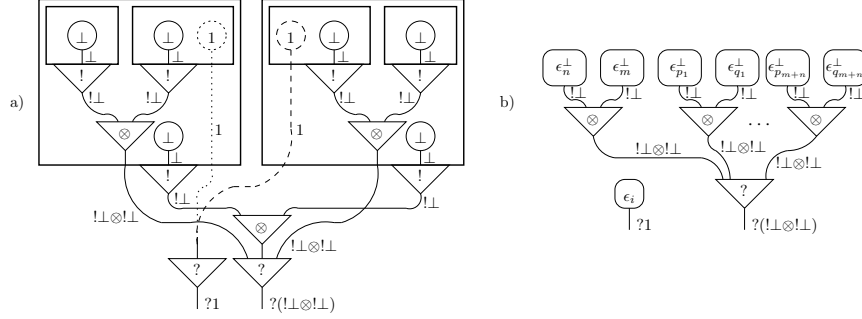 ⊥ ⊥ 1 1 ⊥ ⊥
⊥ ⊥ ⊥ ⊥
! ! ! !
!⊥ !⊥ !⊥ !⊥
a)
⊗ ⊥ 1 1 ⊗ ⊥
⊥ ⊥
! !
!⊥ !⊥
!⊥⊗!⊥ ⊗ !⊥⊗!⊥
? ?
?1 ?(!⊥⊗!⊥)
b)
ϵ⊥n ϵ⊥m ϵ⊥p1 ϵ⊥q1 ϵ⊥pm+n ϵ⊥qm+n
!⊥ !⊥ !⊥ !⊥ !⊥ !⊥
⊗ ⊗ . . . ⊗
!⊥⊗!⊥ !⊥⊗!⊥ !⊥⊗!⊥
ϵi ?
?1 ?(!⊥⊗!⊥)